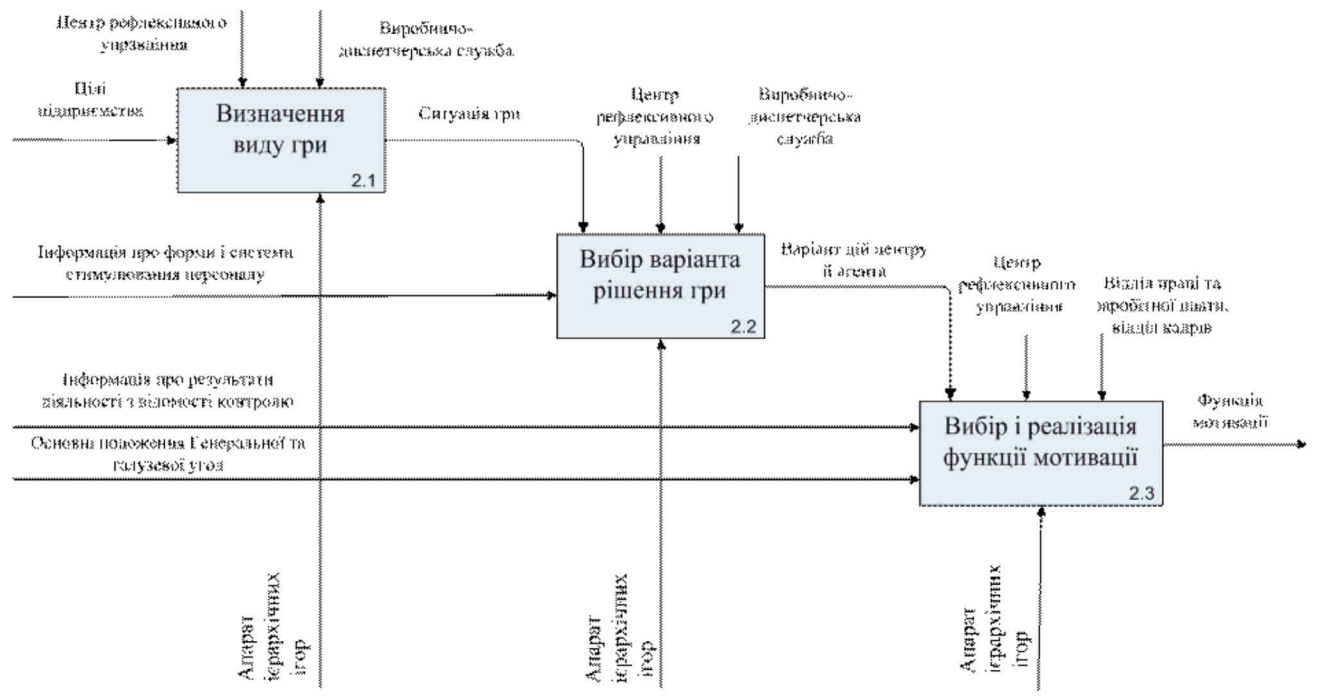 Центр рефлексивного
управління
Виробничо-
диспетчерська служба
Цілі
підприємства
Визначення
виду гри
2.1
Ситуація гри
Центр
рефлексивного
управління
Виробничо-
диспетчерська
служба
Інформація про форми і системи
стимулювання персоналу
Вибір варіанта
рішення гри
2.2
Варіант дій центру
й агента
Центр
рефлексивного
управління
Відділ праці та
заробітної плати,
відділ кадрів
Інформація про результати
діяльності з відомості контролю
Основні положення Генеральної та
галузевої угод
Вибір і реалізація
функції мотивації
2.3
Функція
мотивації
Апарат
ієрархічних
ігор
Апарат
ієрархічних
ігор
Апарат
ієрархічних
ігор